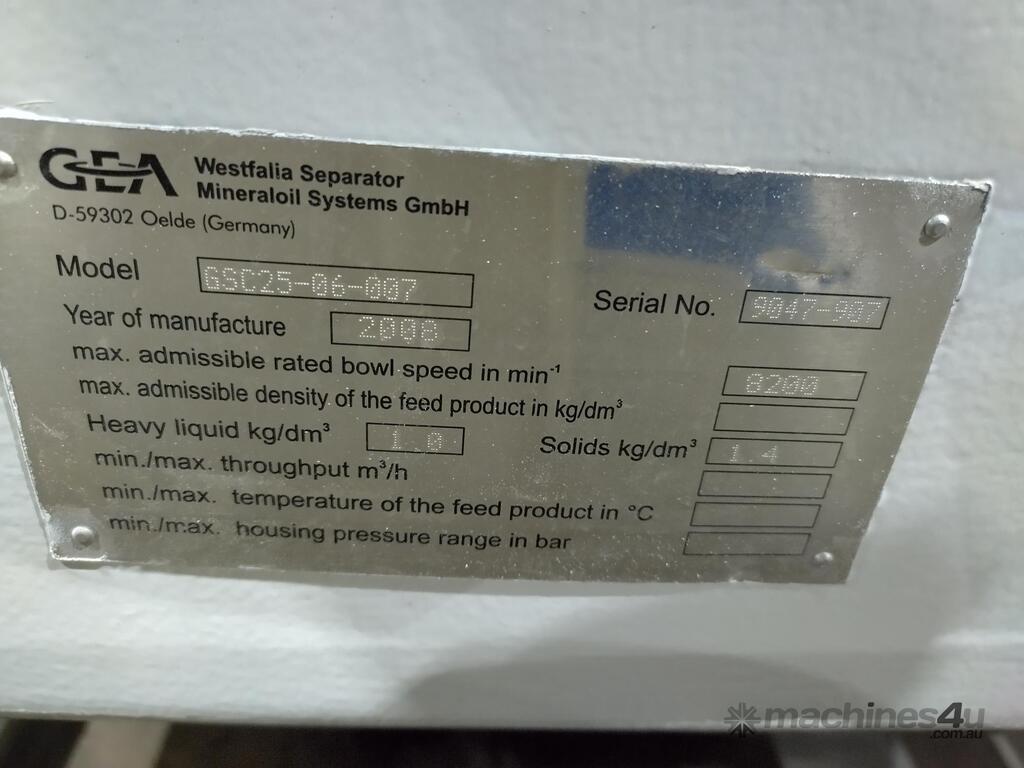 GEA Westfalia Separator
Mineraloil Systems GmbH
D-59302 Oelde (Germany)
Model GSC25-06-007
Serial No. 9047-907
Year of manufacture 2008
max. admissible rated bowl speed in min⁻¹ 8200
max. admissible density of the feed product in kg/dm³
Heavy liquid kg/dm³ 1.0 Solids kg/dm³ 1.4
min./max. throughput m³/h
min./max. temperature of the feed product in °C
min./max. housing pressure range in bar
machines4u
.com.au